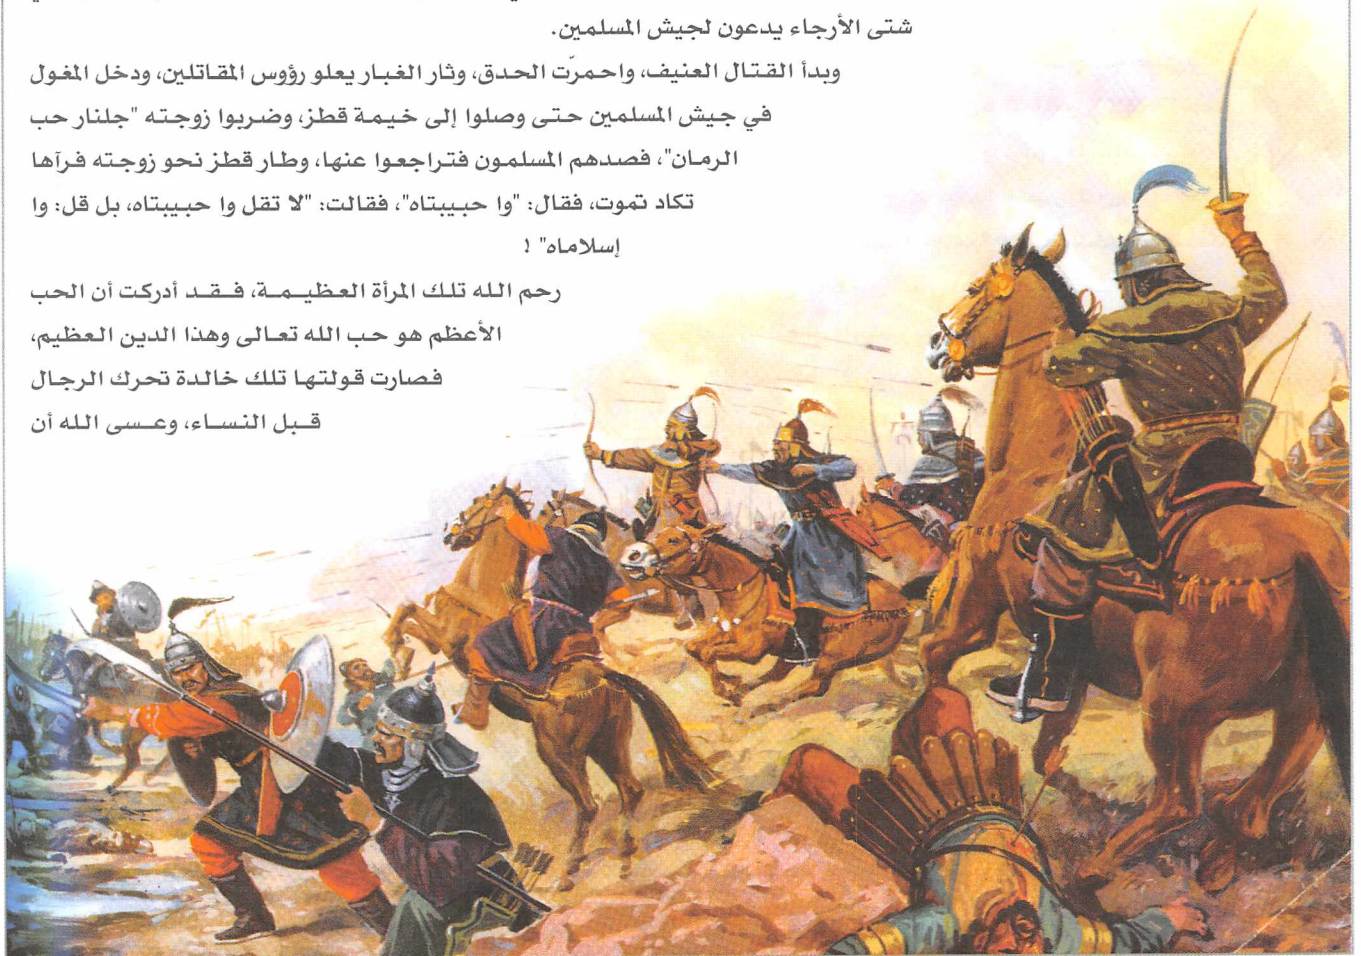 شتى الأرجاء يدعون لجيش المسلمين.
وبدأ القتال العنيف، واحمرّت الحدق، وثار الغبار يعلو رؤوس المقاتلين، ودخل المغول
في جيش المسلمين حتى وصلوا إلى خيمة قطز، وضربوا زوجته "جلنار حب
الرمان"، فصدهم المسلمون فتراجعوا عنها، وطار قطز نحو زوجته فرآها
تكاد تموت، فقال: "وا حبيبتاه"، فقالت: "لا تقل وا حبيبتاه، بل قل: وا
إسلاماه" !
رحم الله تلك المرأة العظيمة، فقد أدركت أن الحب
الأعظم هو حب الله تعالى وهذا الدين العظيم،
فصارت قولتها تلك خالدة تحرك الرجال
قبل النساء، وعسى الله أن